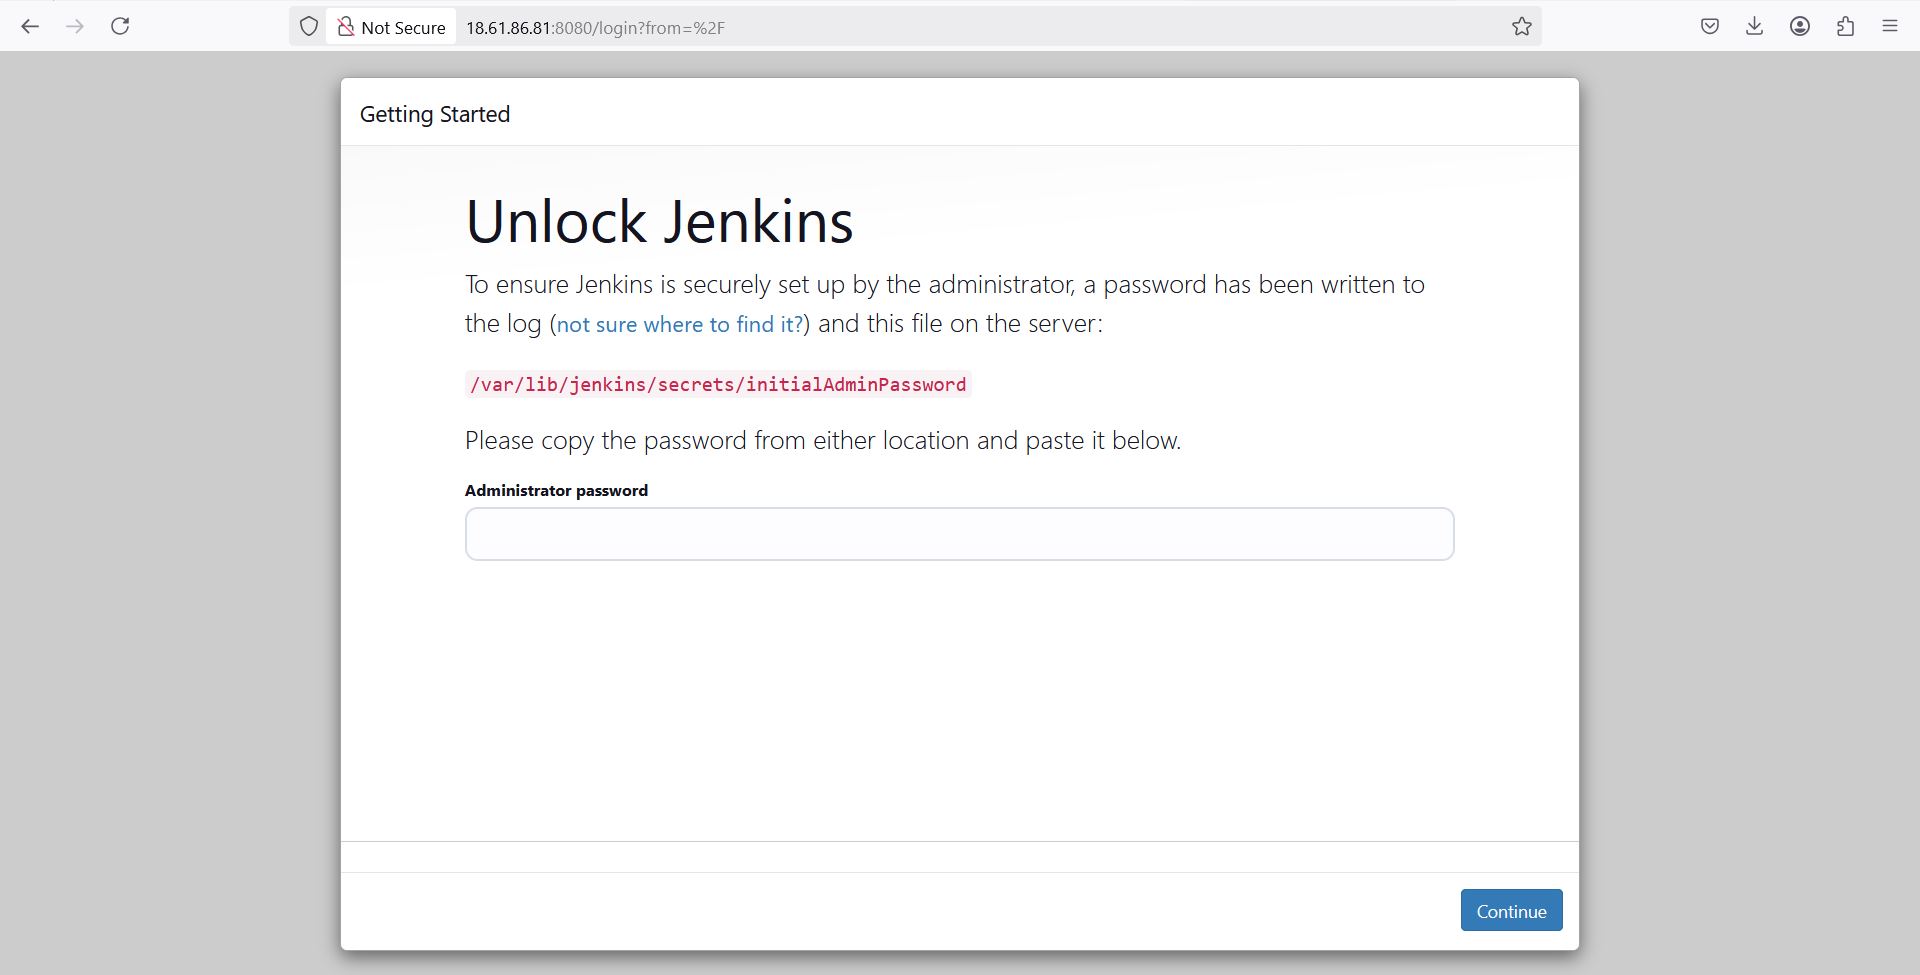 Not Secure 18.61.86.81:8080/login?from=%2F
Getting Started
Unlock Jenkins
To ensure Jenkins is securely set up by the administrator, a password has been written to
the log (not sure where to find it?) and this file on the server:
/var/lib/jenkins/secrets/initialAdminPassword
Please copy the password from either location and paste it below.
Administrator password
Continue